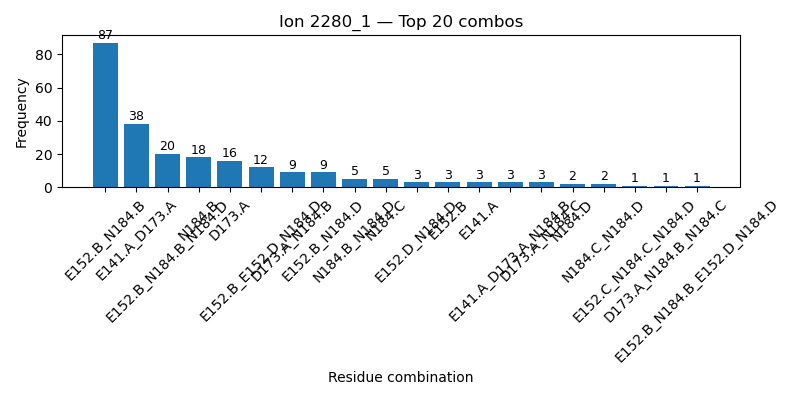 Ion 2280_1 — Top 20 combos
Frequency
80
60
40
20
0
87
38
20
18
16
12
9
9
5
5
3
3
3
3
3
2
2
1
1
1
E152.B_N184.B
E141.A_D173.A
E152.B_N184.B_N184.D
N184.B
D173.A
E152.B_E152.D_N184.D
D173.A_N184.B
E152.B_N184.D
N184.B_N184.D
N184.C
E152.D_N184.D
E152.B
E141.A
E141.A_D173.A_N184.B
D173.A_N184.C
N184.D
N184.C_N184.D
E152.C_N184.C_N184.D
D173.A_N184.B_N184.C
E152.B_N184.B_E152.D_N184.D
Residue combination